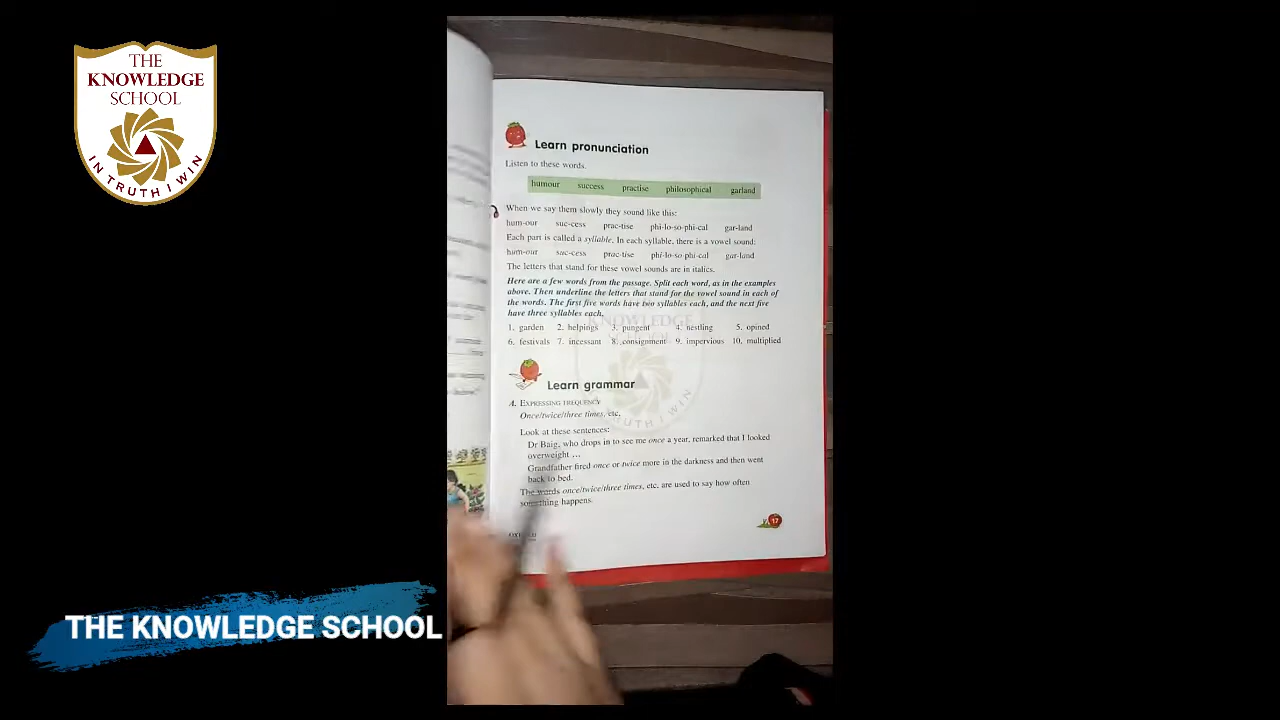 THE
KNOWLEDGE
SCHOOL
IN TRUTH I WIN
THE KNOWLEDGE SCHOOL
Learn pronunciation
Listen to these words.
humour success practise philosophical garland
When we say them slowly they sound like this:
hum-our suc-cess prac-tise phi-lo-so-phi-cal gar-land
Each part is called a syllable. In each syllable, there is a vowel sound:
hum-our suc-cess prac-tise phi-lo-so-phi-cal gar-land
The letters that stand for these vowel sounds are in italics.
Here are a few words from the passage. Split each word, as in the examples
above. Then underline the letters that stand for the vowel sound in each of
the words. The first five words have two syllables each, and the next five
have three syllables each.
1. garden 2. helpings 3. pungent 4. nestling 5. opined
6. festivals 7. incessant 8. consignment 9. impervious 10. multiplied
KNOWLEDGE
TRUTH I WIN
Learn grammar
A. EXPRESSING FREQUENCY
Once/twice/three times, etc.
Look at these sentences:
Dr Baig, who drops in to see me once a year, remarked that I looked
overweight ...
Grandfather fired once or twice more in the darkness and then went
back to bed.
The words once/twice/three times, etc. are used to say how often
something happens.
17